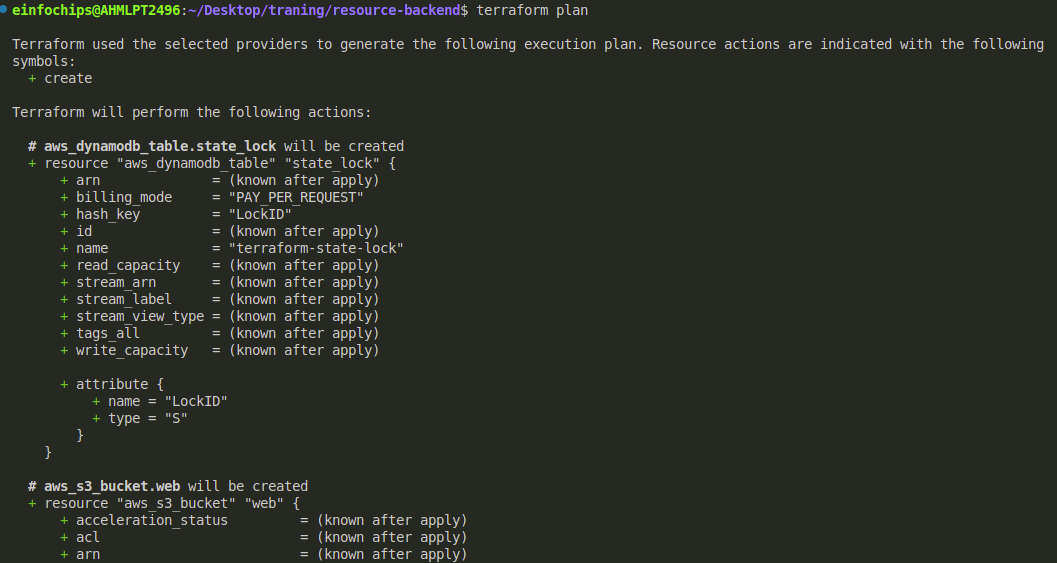 einfochips@AHMLPT2496:~/Desktop/traning/resource-backend$ terraform plan
Terraform used the selected providers to generate the following execution plan. Resource actions are indicated with the following
symbols:
+ create
Terraform will perform the following actions:
# aws_dynamodb_table.state_lock will be created
+ resource "aws_dynamodb_table" "state_lock" {
+ arn = (known after apply)
+ billing_mode = "PAY_PER_REQUEST"
+ hash_key = "LockID"
+ id = (known after apply)
+ name = "terraform-state-lock"
+ read_capacity = (known after apply)
+ stream_arn = (known after apply)
+ stream_label = (known after apply)
+ stream_view_type = (known after apply)
+ tags_all = (known after apply)
+ write_capacity = (known after apply)
+ attribute {
+ name = "LockID"
+ type = "S"
}
}
# aws_s3_bucket.web will be created
+ resource "aws_s3_bucket" "web" {
+ acceleration_status = (known after apply)
+ acl = (known after apply)
+ arn = (known after apply)